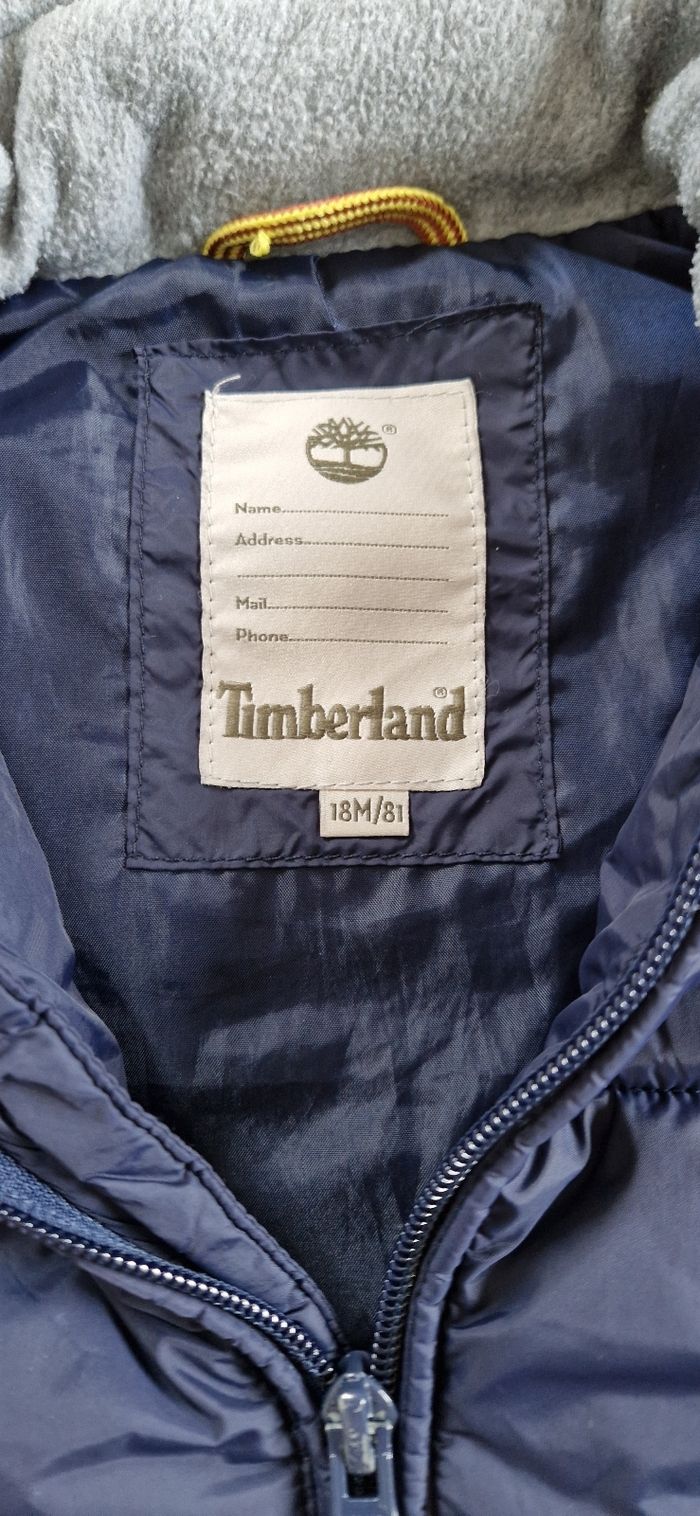 ®
Name
Address
Mail
Phone
Timberland®
18M/81